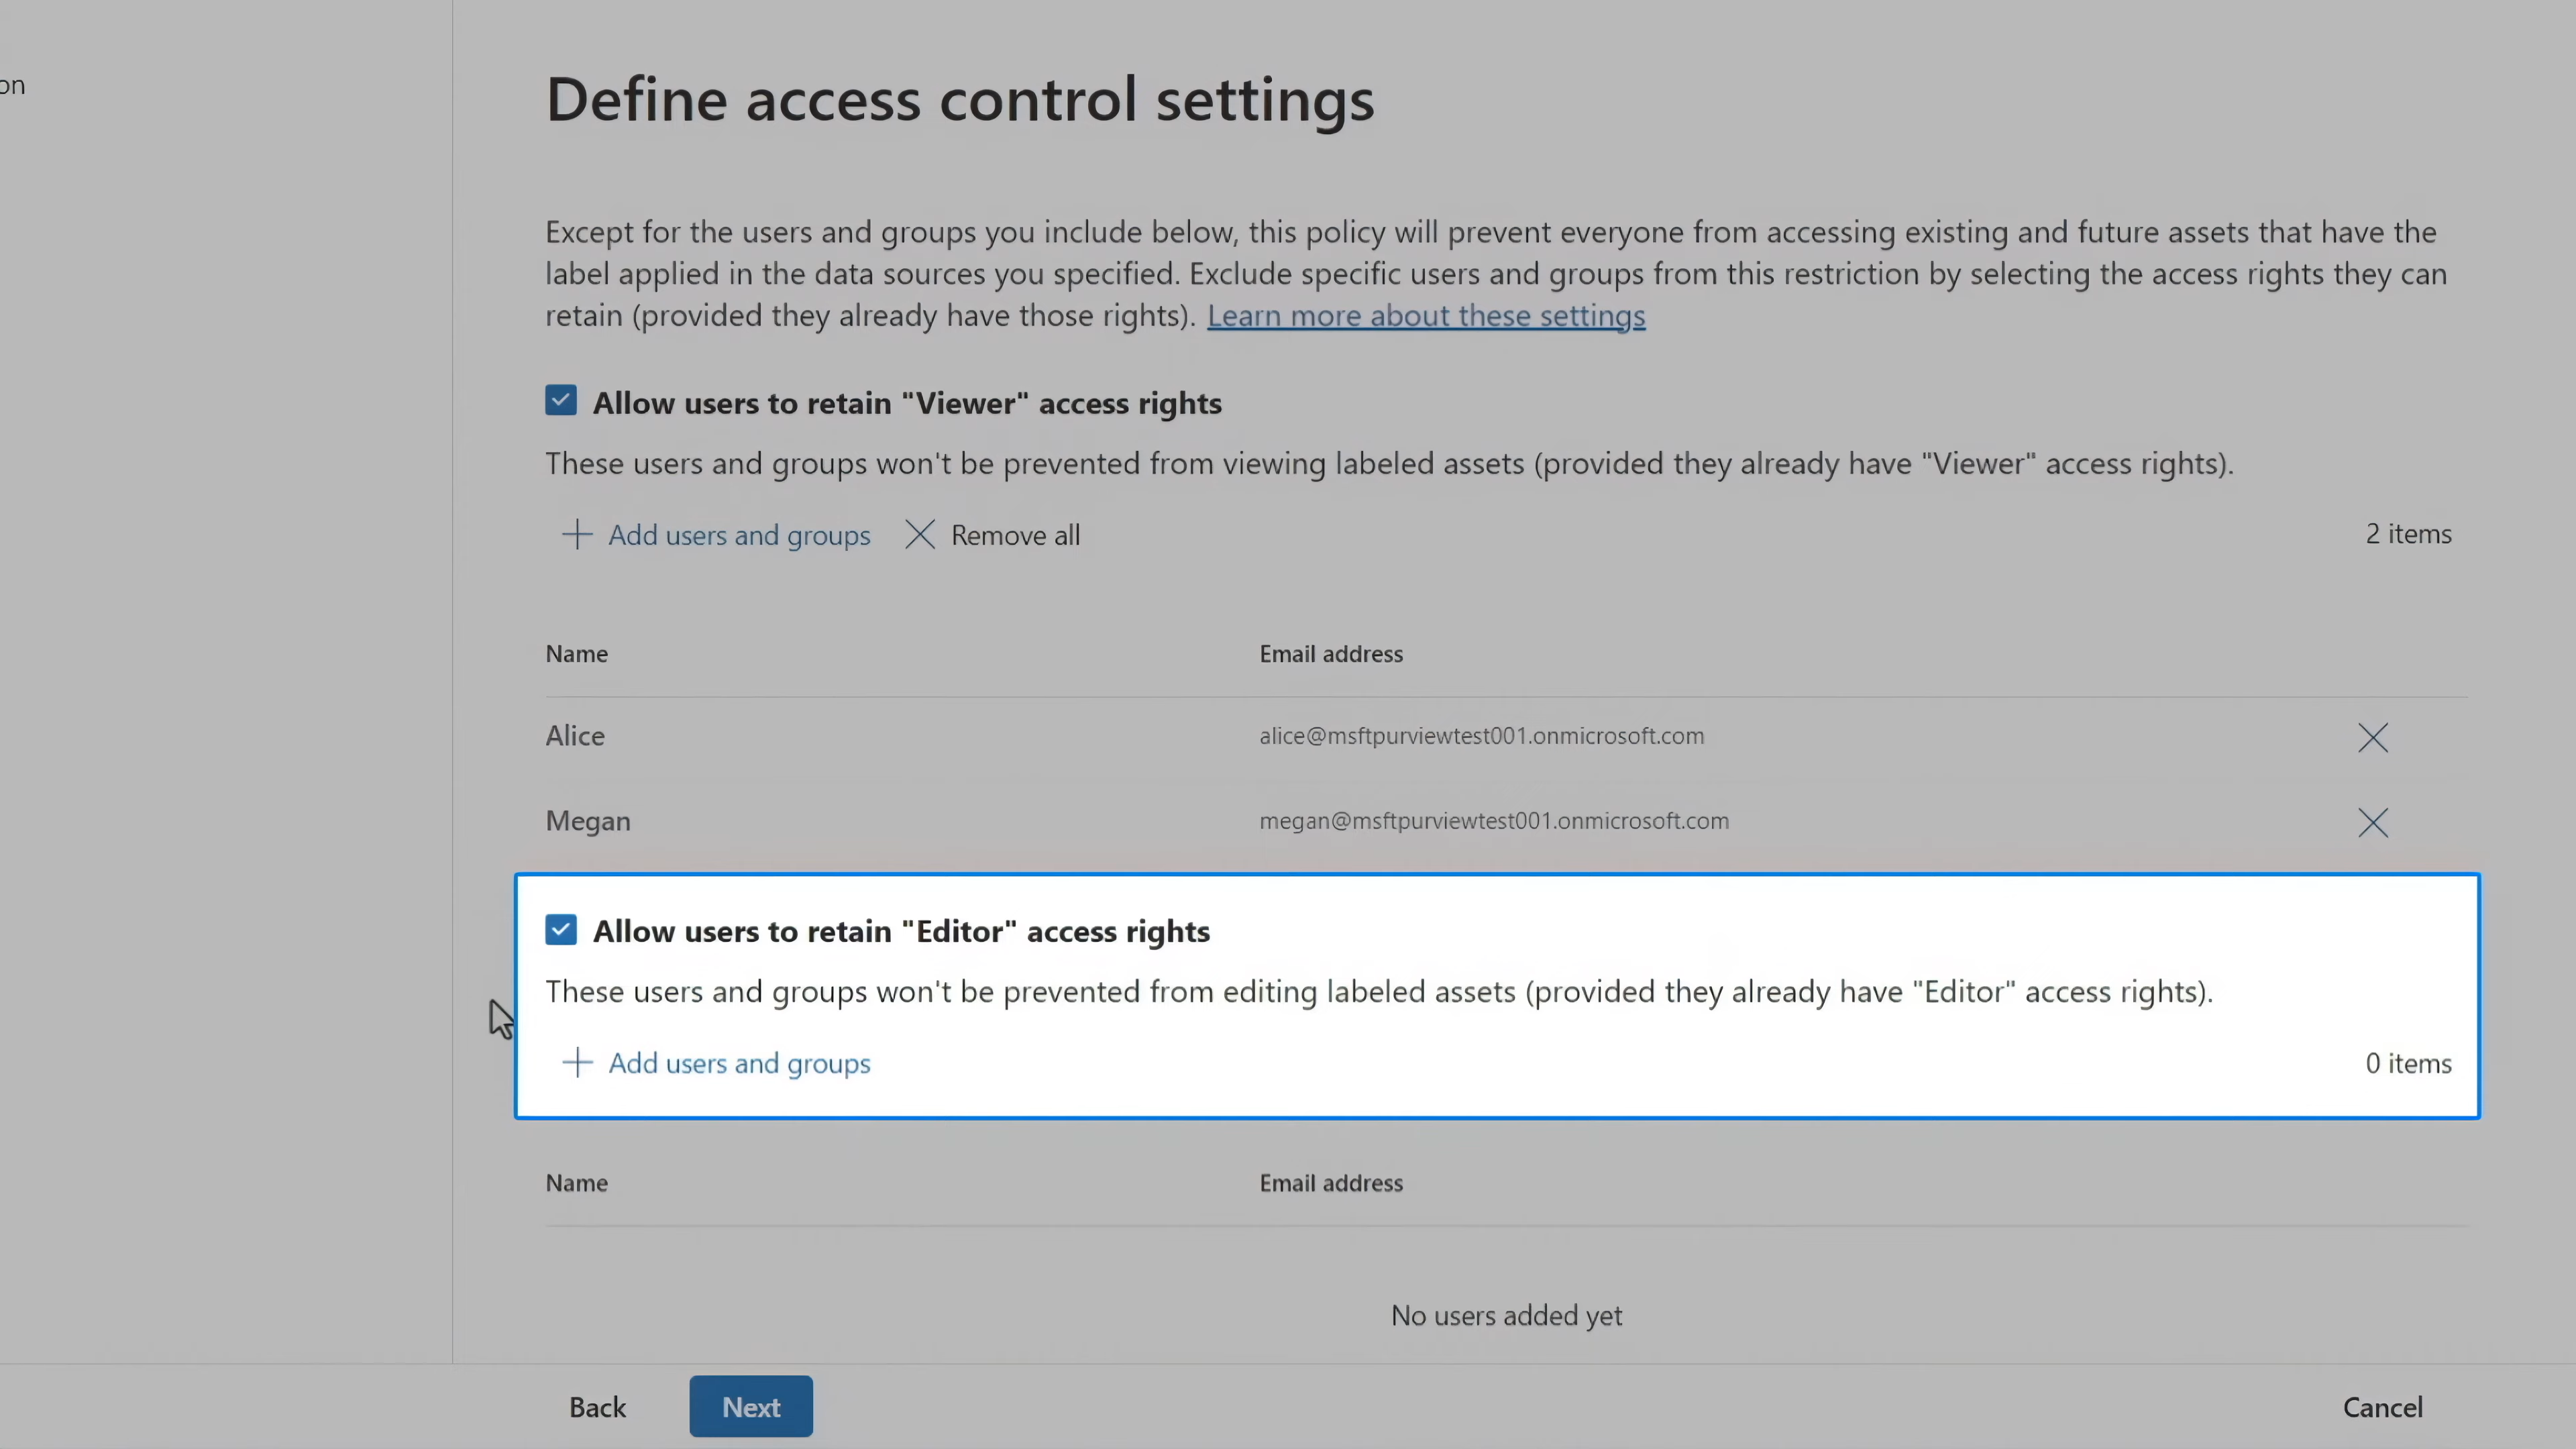 on
Define access control settings
Except for the users and groups you include below, this policy will prevent everyone from accessing existing and future assets that have the
label applied in the data sources you specified. Exclude specific users and groups from this restriction by selecting the access rights they can
retain (provided they already have those rights). Learn more about these settings
Allow users to retain "Viewer" access rights
These users and groups won't be prevented from viewing labeled assets (provided they already have "Viewer" access rights).
Add users and groups Remove all 2 items
Name Email address
Alice alice@msftpurviewtest001.onmicrosoft.com
Megan megan@msftpurviewtest001.onmicrosoft.com
Allow users to retain "Editor" access rights
These users and groups won't be prevented from editing labeled assets (provided they already have "Editor" access rights).
Add users and groups 0 items
Name Email address
No users added yet
Back Next Cancel